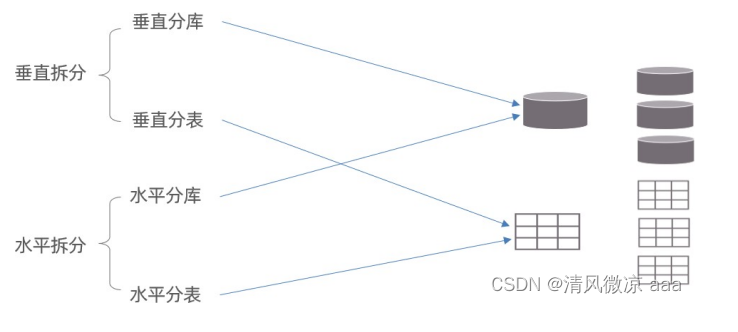 垂直分库
垂直拆分
垂直分表
水平分库
水平拆分
水平分表
CSDN @清风微凉 aaa